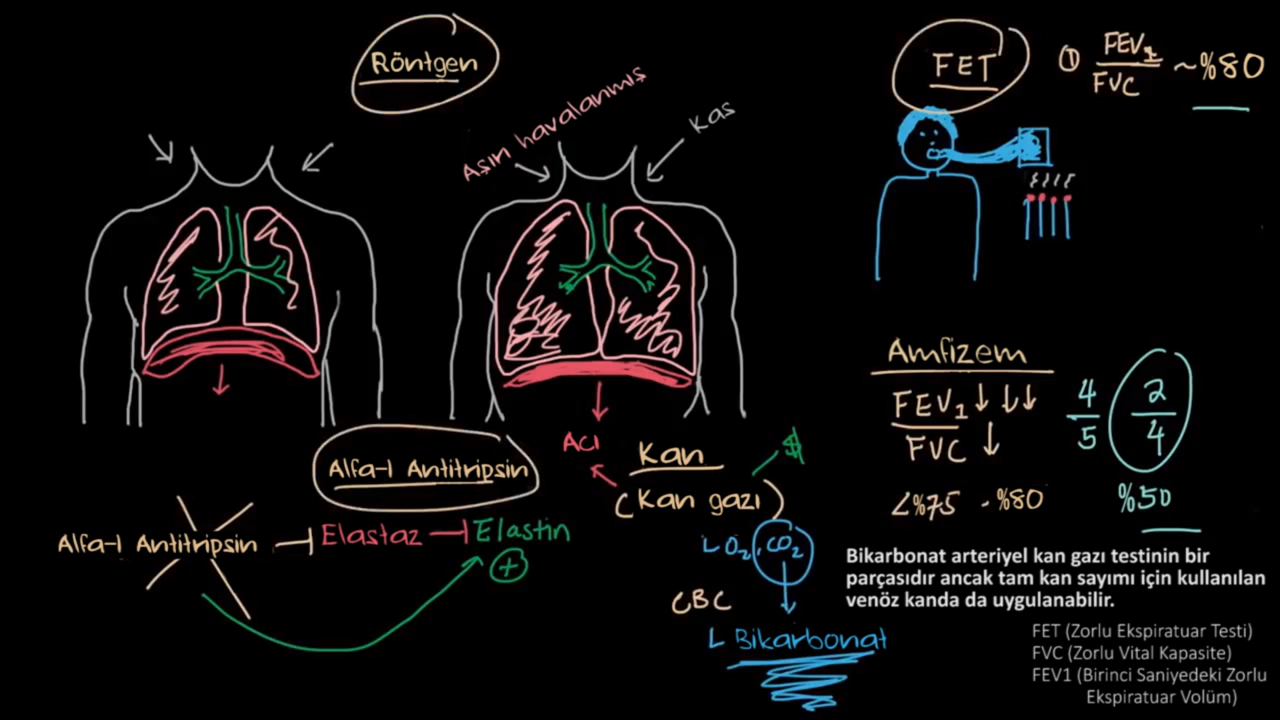 Röntgen
Aşırı havalanmış
Kas
FET
① FEV1 ~%80
FVC
Amfizem
FEV1 ↓ ↓↓
FVC ↓
4
5
2
4
<%75 - %80
%50
Acı
Kan
$
(Kan gazı)
Alfa-1 Antitripsin
Alfa-1 Antitripsin ⊣ Elastaz ⊣ Elastin
+
O2, CO2
CBC
Bikarbonat
Bikarbonat arteriyel kan gazı testinin bir
parçasıdır ancak tam kan sayımı için kullanılan
venöz kanda da uygulanabilir.
FET (Zorlu Ekspiratuar Testi)
FVC (Zorlu Vital Kapasite)
FEV1 (Birinci Saniyedeki Zorlu
Ekspiratuar Volüm)